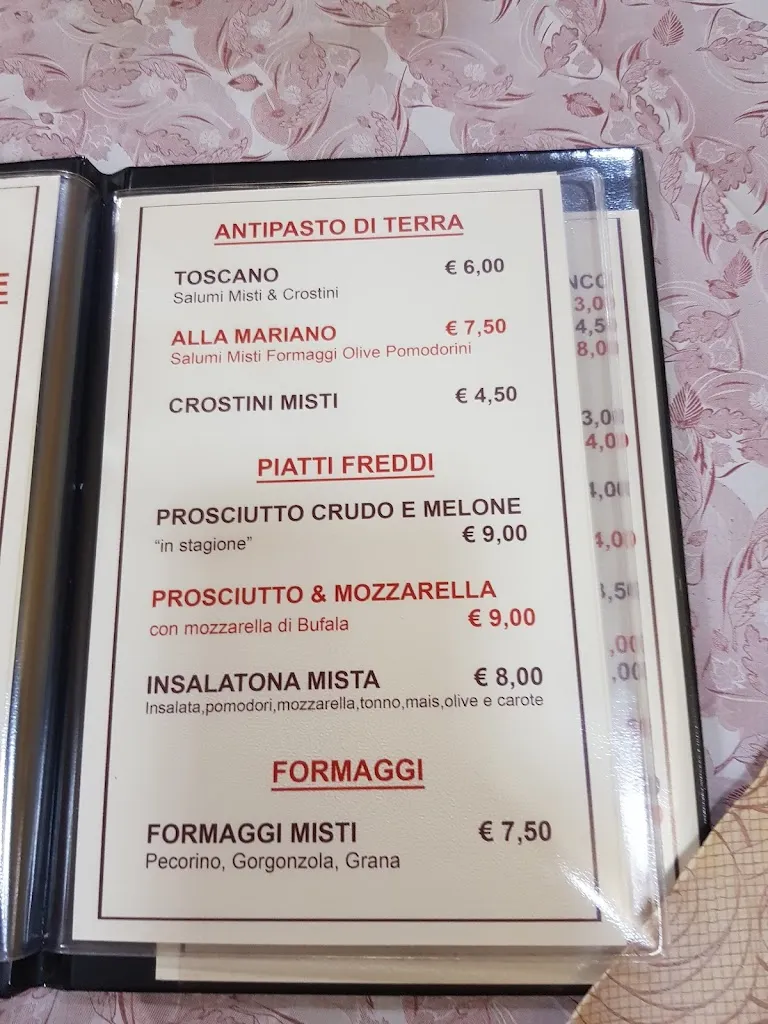 ANTIPASTO DI TERRA
TOSCANO € 6,00
Salumi Misti & Crostini
ALLA MARIANO € 7,50
Salumi Misti Formaggi Olive Pomodorini
CROSTINI MISTI € 4,50
PIATTI FREDDI
PROSCIUTTO CRUDO E MELONE
“in stagione” € 9,00
PROSCIUTTO & MOZZARELLA
con mozzarella di Bufala € 9,00
INSALATONA MISTA € 8,00
Insalata,pomodori,mozzarella,tonno,mais,olive e carote
FORMAGGI
FORMAGGI MISTI € 7,50
Pecorino, Gorgonzola, Grana